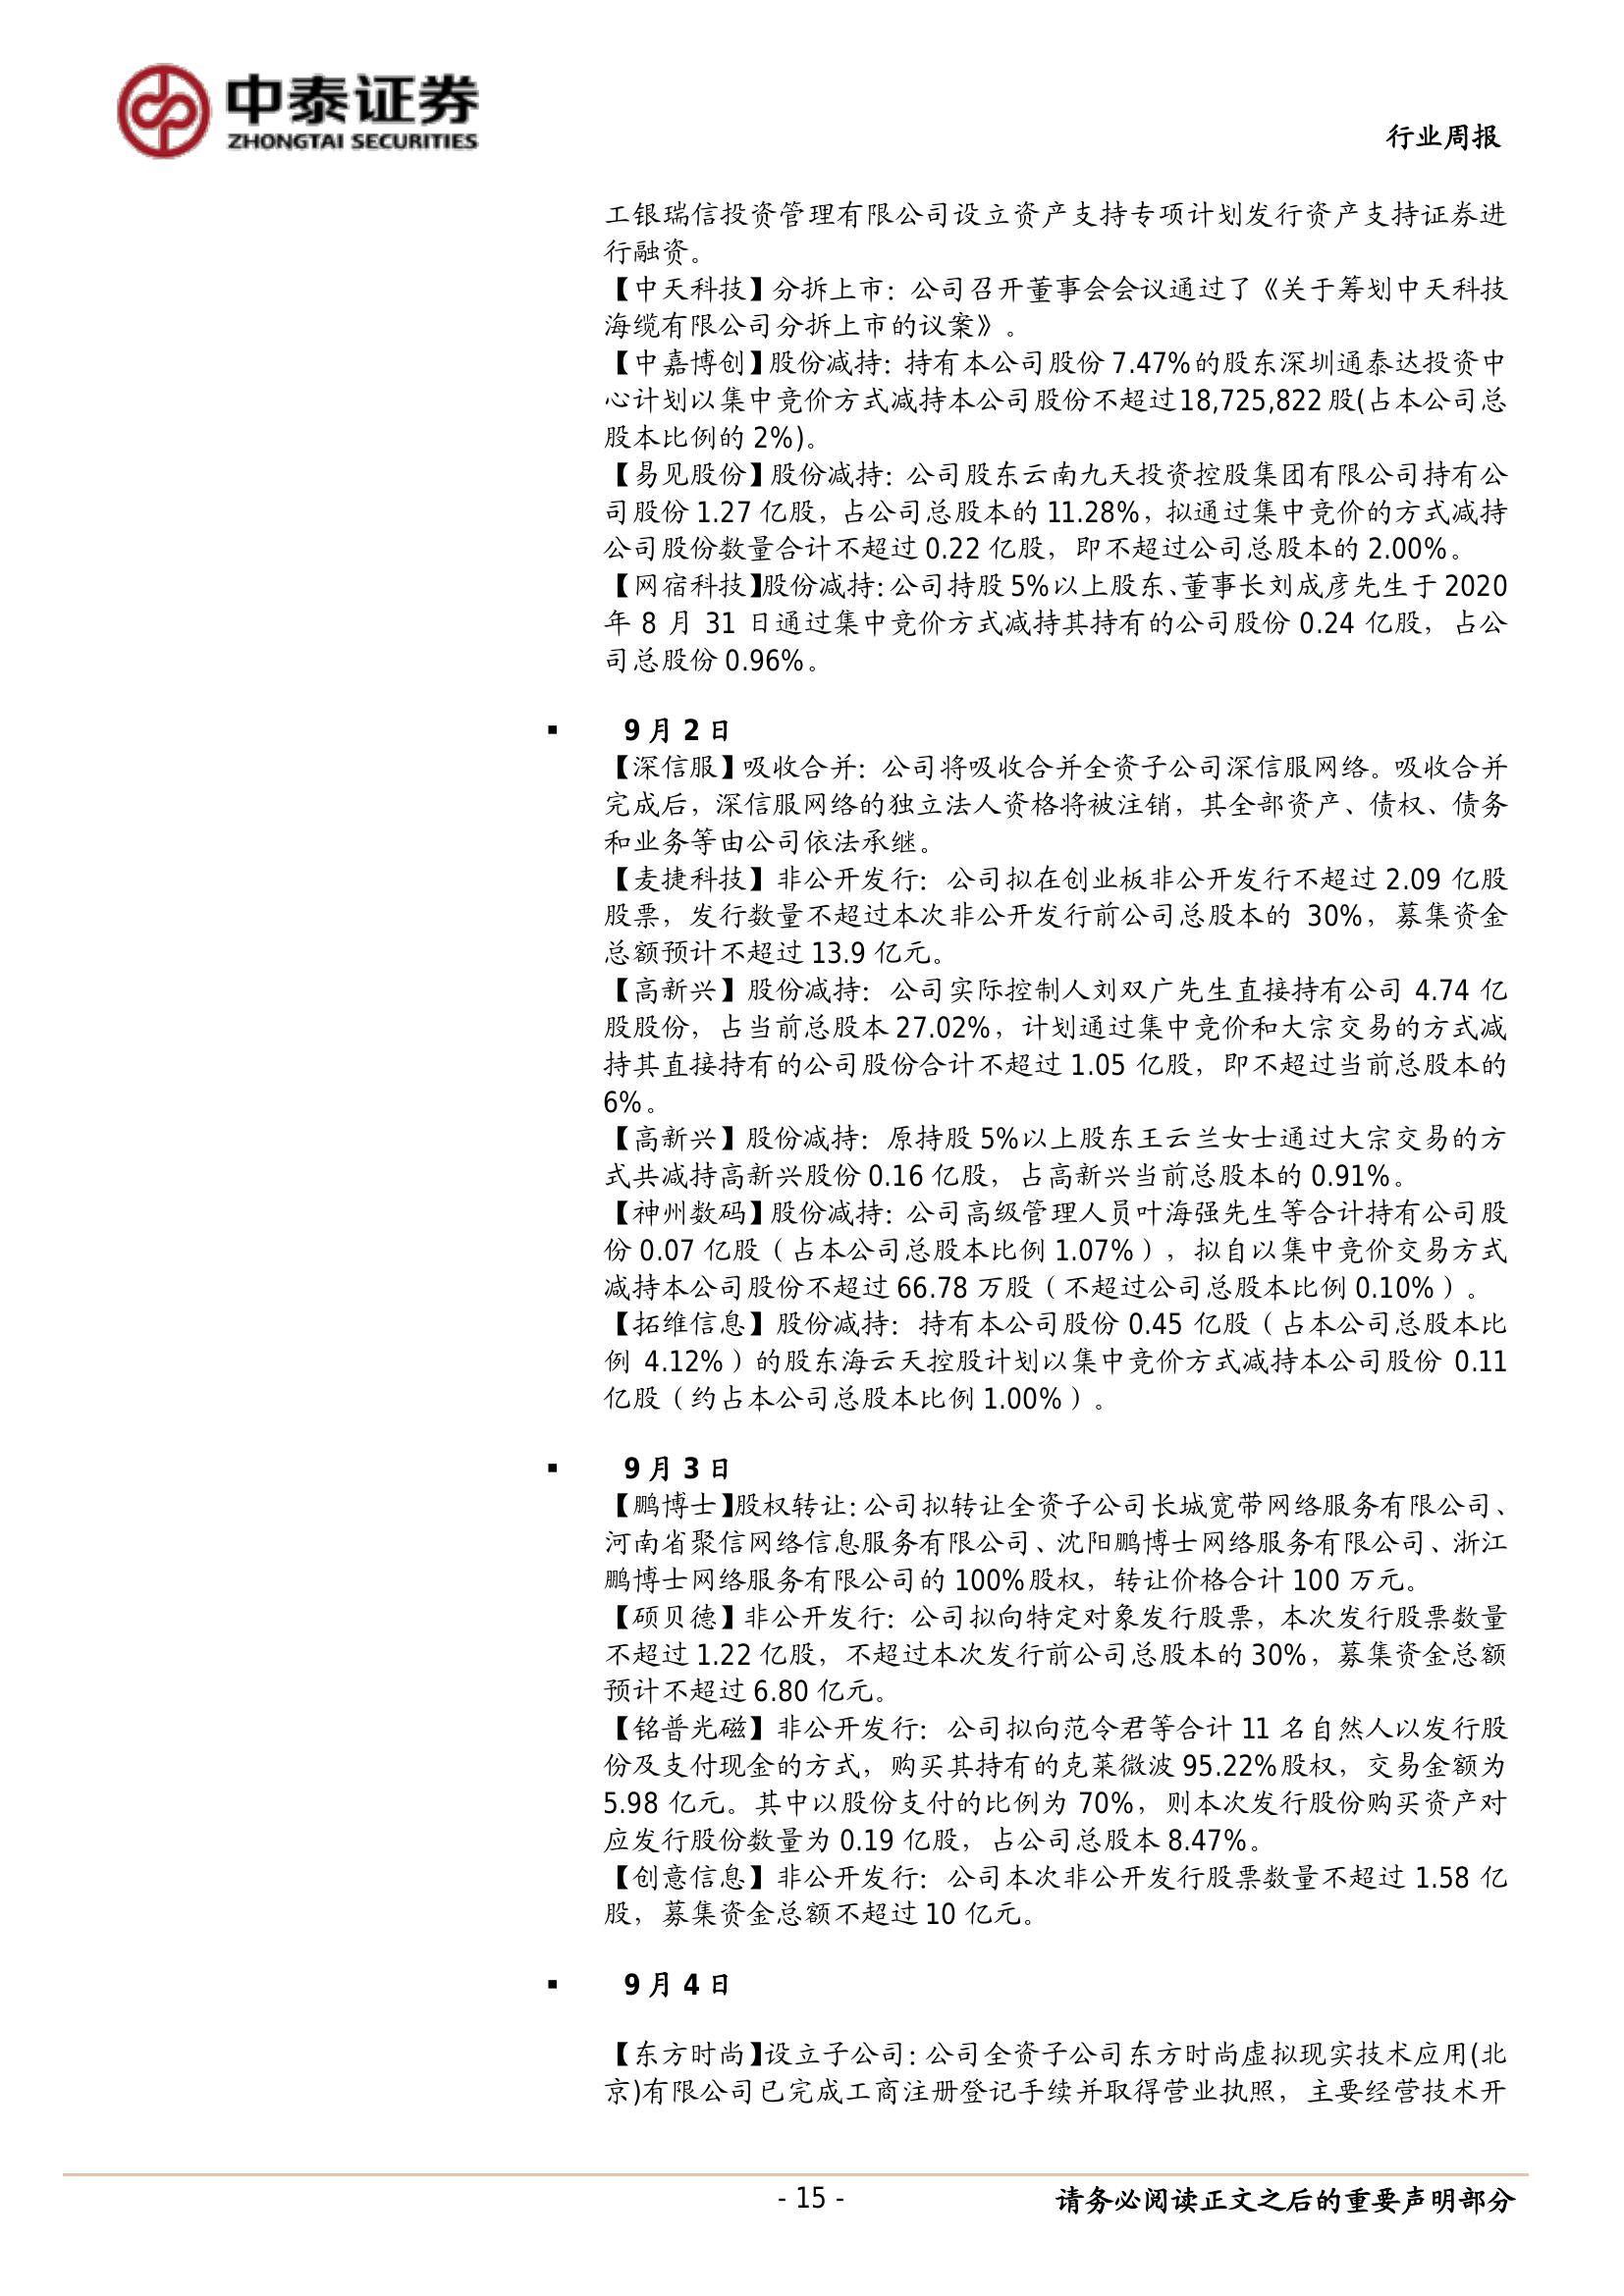 中泰证券
ZHONGTAI SECURITIES
行业周报
工银瑞信投资管理有限公司设立资产支持专项计划发行资产支持证券进
行融资。
【中天科技】分拆上市：公司召开董事会会议通过了《关于筹划中天科技
海缆有限公司分拆上市的议案》。
【中嘉博创】股份减持：持有本公司股份 7.47%的股东深圳通泰达投资中
心计划以集中竞价方式减持本公司股份不超过18,725,822 股(占本公司总
股本比例的 2%)。
【易见股份】股份减持：公司股东云南九天投资控股集团有限公司持有公
司股份 1.27 亿股，占公司总股本的 11.28%，拟通过集中竞价的方式减持
公司股份数量合计不超过 0.22 亿股，即不超过公司总股本的 2.00%。
【网宿科技】股份减持：公司持股 5%以上股东、董事长刘成彦先生于 2020
年 8 月 31 日通过集中竞价方式减持其持有的公司股份 0.24 亿股，占公
司总股份 0.96%。
▪ 9 月 2 日
【深信服】吸收合并：公司将吸收合并全资子公司深信服网络。吸收合并
完成后，深信服网络的独立法人资格将被注销，其全部资产、债权、债务
和业务等由公司依法承继。
【麦捷科技】非公开发行：公司拟在创业板非公开发行不超过 2.09 亿股
股票，发行数量不超过本次非公开发行前公司总股本的 30%，募集资金
总额预计不超过 13.9 亿元。
【高新兴】股份减持：公司实际控制人刘双广先生直接持有公司 4.74 亿
股股份，占当前总股本 27.02%，计划通过集中竞价和大宗交易的方式减
持其直接持有的公司股份合计不超过 1.05 亿股，即不超过当前总股本的
6%。
【高新兴】股份减持：原持股 5%以上股东王云兰女士通过大宗交易的方
式共减持高新兴股份 0.16 亿股，占高新兴当前总股本的 0.91%。
【神州数码】股份减持：公司高级管理人员叶海强先生等合计持有公司股
份 0.07 亿股（占本公司总股本比例 1.07%），拟自以集中竞价交易方式
减持本公司股份不超过 66.78 万股（不超过公司总股本比例 0.10%）。
【拓维信息】股份减持：持有本公司股份 0.45 亿股（占本公司总股本比
例 4.12%）的股东海云天控股计划以集中竞价方式减持本公司股份 0.11
亿股（约占本公司总股本比例 1.00%）。
▪ 9 月 3 日
【鹏博士】股权转让：公司拟转让全资子公司长城宽带网络服务有限公司、
河南省聚信网络信息服务有限公司、沈阳鹏博士网络服务有限公司、浙江
鹏博士网络服务有限公司的 100%股权，转让价格合计 100 万元。
【硕贝德】非公开发行：公司拟向特定对象发行股票，本次发行股票数量
不超过 1.22 亿股，不超过本次发行前公司总股本的 30%，募集资金总额
预计不超过 6.80 亿元。
【铭普光磁】非公开发行：公司拟向范令君等合计 11 名自然人以发行股
份及支付现金的方式，购买其持有的克莱微波 95.22%股权，交易金额为
5.98 亿元。其中以股份支付的比例为 70%，则本次发行股份购买资产对
应发行股份数量为 0.19 亿股，占公司总股本 8.47%。
【创意信息】非公开发行：公司本次非公开发行股票数量不超过 1.58 亿
股，募集资金总额不超过 10 亿元。
▪ 9 月 4 日
【东方时尚】设立子公司：公司全资子公司东方时尚虚拟现实技术应用(北
京)有限公司已完成工商注册登记手续并取得营业执照，主要经营技术开
- 15 -
请务必阅读正文之后的重要声明部分